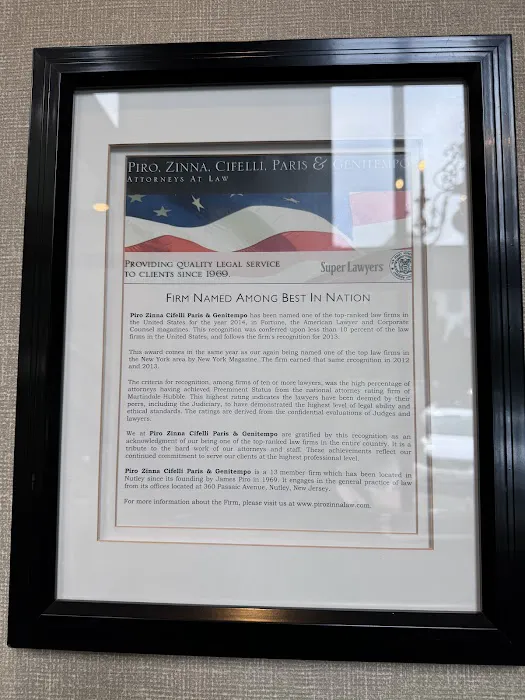 PIRO, ZINNA, CIFELLI, PARIS & GENITEMPO
ATTORNEYS AT LAW
PROVIDING QUALITY LEGAL SERVICE
TO CLIENTS SINCE 1969.
Super Lawyers
FIRM NAMED AMONG BEST IN NATION
Piro Zinna Cifelli Paris & Genitempo has been named one of the top-ranked law firms in
the United States for the year 2014, in Fortune, the American Lawyer and Corporate
Counsel magazines. This recognition was conferred upon less than 10 percent of the law
firms in the United States; and follows the firm's recognition for 2013.
This award comes in the same year as our again being named one of the top law firms in
the New York area by New York Magazine. The firm earned that same recognition in 2012
and 2013.
The criteria for recognition, among firms of ten or more lawyers, was the high percentage of
attorneys having achieved Preeminent Status from the national attorney rating firm of
Martindale Hubble. This highest rating indicates the lawyers have been deemed by their
peers, including the Judiciary, to have demonstrated the highest level of legal ability and
ethical standards. The ratings are derived from the confidential evaluations of Judges and
lawyers.
We at Piro Zinna Cifelli Paris & Genitempo are gratified by this recognition as an
acknowledgment of our being one of the top ranked law firms in the entire country. It is a
tribute to the hard work of our attorneys and staff. These achievements reflect our
continued commitment to serve our clients at the highest professional level.
Piro Zinna Cifelli Paris & Genitempo is a 13 member firm which has been located in
Nutley since its founding by James Piro in 1969. It engages in the general practice of law
from its offices located at 360 Passaic Avenue, Nutley, New Jersey.
For more information about the Firm, please visit us at www.pirozinnalaw.com.